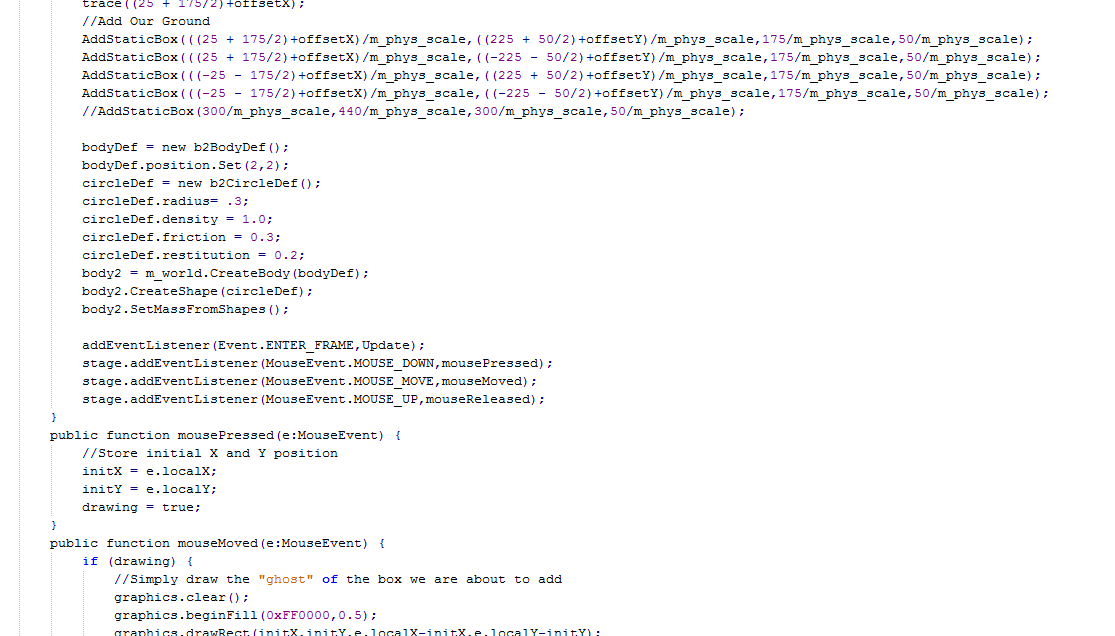 trace((25 + 175/2)+offsetX);
//Add Our Ground
AddStaticBox(((25 + 175/2)+offsetX)/m_phys_scale,((225 + 50/2)+offsetY)/m_phys_scale,175/m_phys_scale,50/m_phys_scale);
AddStaticBox(((25 + 175/2)+offsetX)/m_phys_scale,((-225 - 50/2)+offsetY)/m_phys_scale,175/m_phys_scale,50/m_phys_scale);
AddStaticBox(((-25 - 175/2)+offsetX)/m_phys_scale,((225 + 50/2)+offsetY)/m_phys_scale,175/m_phys_scale,50/m_phys_scale);
AddStaticBox(((-25 - 175/2)+offsetX)/m_phys_scale,((-225 - 50/2)+offsetY)/m_phys_scale,175/m_phys_scale,50/m_phys_scale);
//AddStaticBox(300/m_phys_scale,440/m_phys_scale,300/m_phys_scale,50/m_phys_scale);
bodyDef = new b2BodyDef();
bodyDef.position.Set(2,2);
circleDef = new b2CircleDef();
circleDef.radius= .3;
circleDef.density = 1.0;
circleDef.friction = 0.3;
circleDef.restitution = 0.2;
body2 = m_world.CreateBody(bodyDef);
body2.CreateShape(circleDef);
body2.SetMassFromShapes();
addEventListener(Event.ENTER_FRAME,Update);
stage.addEventListener(MouseEvent.MOUSE_DOWN,mousePressed);
stage.addEventListener(MouseEvent.MOUSE_MOVE,mouseMoved);
stage.addEventListener(MouseEvent.MOUSE_UP,mouseReleased);
}
public function mousePressed(e:MouseEvent) {
//Store initial X and Y position
initX = e.localX;
initY = e.localY;
drawing = true;
}
public function mouseMoved(e:MouseEvent) {
if (drawing) {
//Simply draw the "ghost" of the box we are about to add
graphics.clear();
graphics.beginFill(0xFF0000,0.5);
graphics.drawRect(initX,initY,e.localX-initX,e.localY-initY);